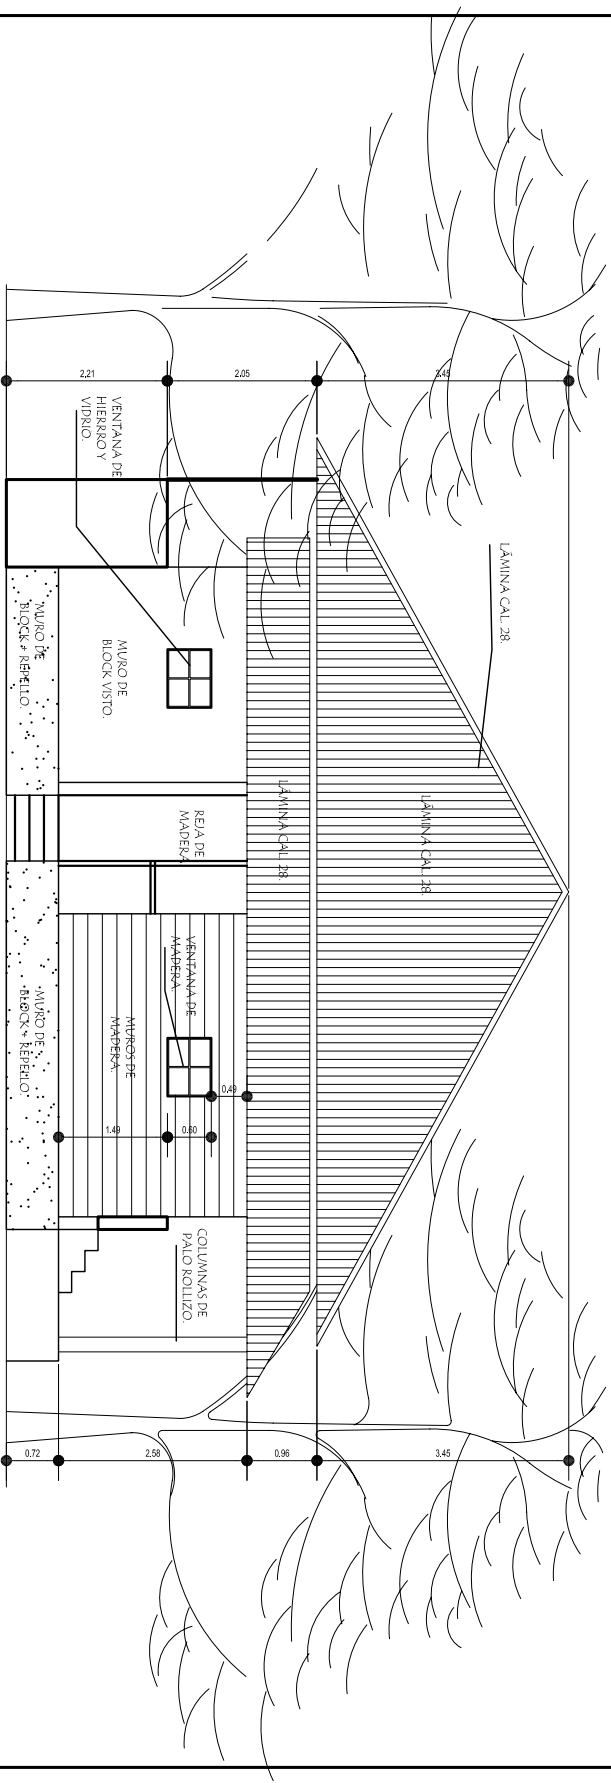 LÁMINA CAL. 28.
LÁMINA CAL. 28.
LÁMINA CAL. 28.
3.45
2.05
2.21
VENTANA DE
HIERRRO Y
VIDRIO.
MURO DE
BLOCK VISTO.
MURO DE
BLOCK + REPELLO.
REJA DE
MADERA
VENTANA DE
MADERA.
MUROS DE
MADERA.
MURO DE
BLOCK + REPELLO
0.49
0.60
1.49
COLUMNAS DE
PALO ROLLIZO.
3.45
0.96
2.58
0.72